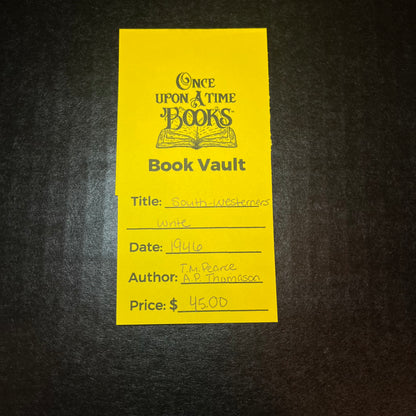 Once
upon A time
Books
Book Vault
Title: South-Westerners
Write
Date: 1946
T.M. Pearce
Author: A.P. Thomason
Price: $ 45.00